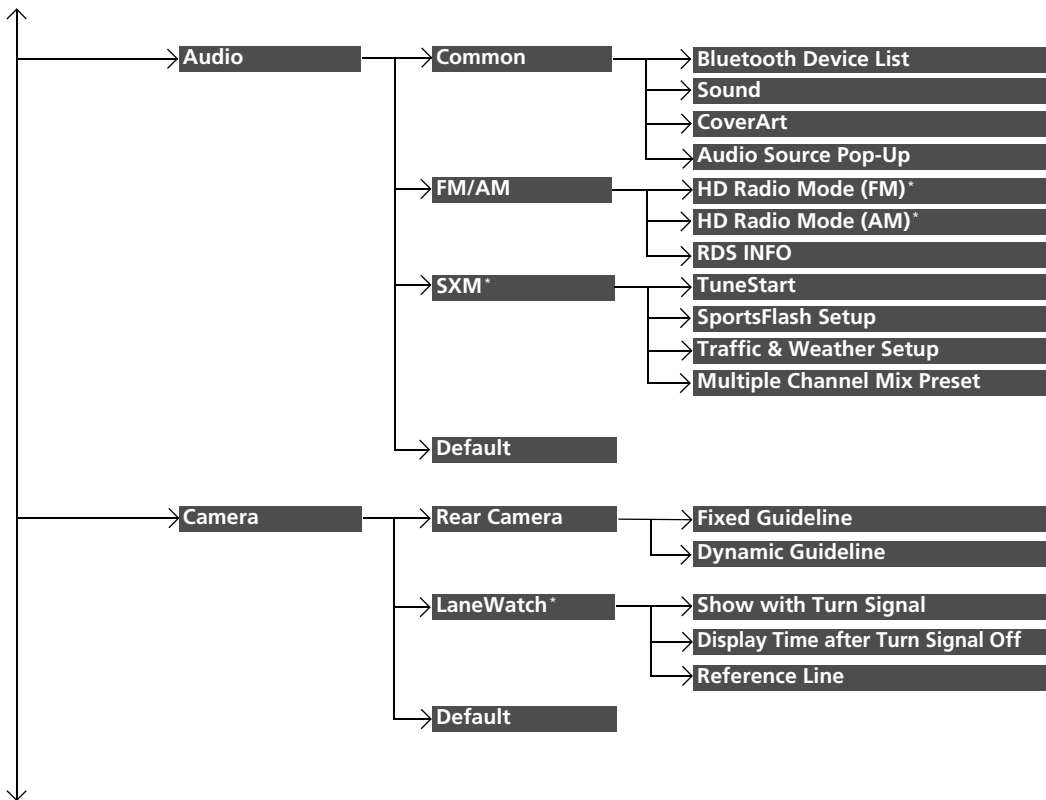 Audio
Common
Bluetooth Device List
Sound
CoverArt
Audio Source Pop-Up
FM/AM
HD Radio Mode (FM)*
HD Radio Mode (AM)*
RDS INFO
SXM*
TuneStart
SportsFlash Setup
Traffic & Weather Setup
Multiple Channel Mix Preset
Default
Camera
Rear Camera
Fixed Guideline
Dynamic Guideline
LaneWatch*
Show with Turn Signal
Display Time after Turn Signal Off
Reference Line
Default